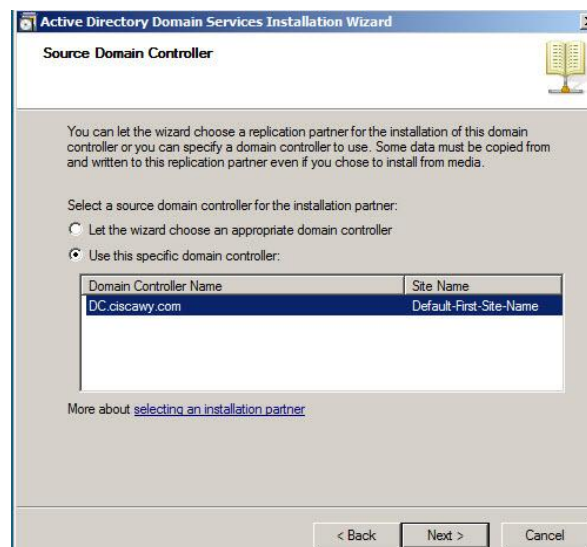 Active Directory Domain Services Installation Wizard
Source Domain Controller
You can let the wizard choose a replication partner for the installation of this domain
controller or you can specify a domain controller to use. Some data must be copied from
and written to this replication partner even if you chose to install from media.
Select a source domain controller for the installation partner:
Let the wizard choose an appropriate domain controller
Use this specific domain controller:
Domain Controller Name Site Name
DC.ciscawy.com Default-First-Site-Name
More about selecting an installation partner
< Back Next > Cancel